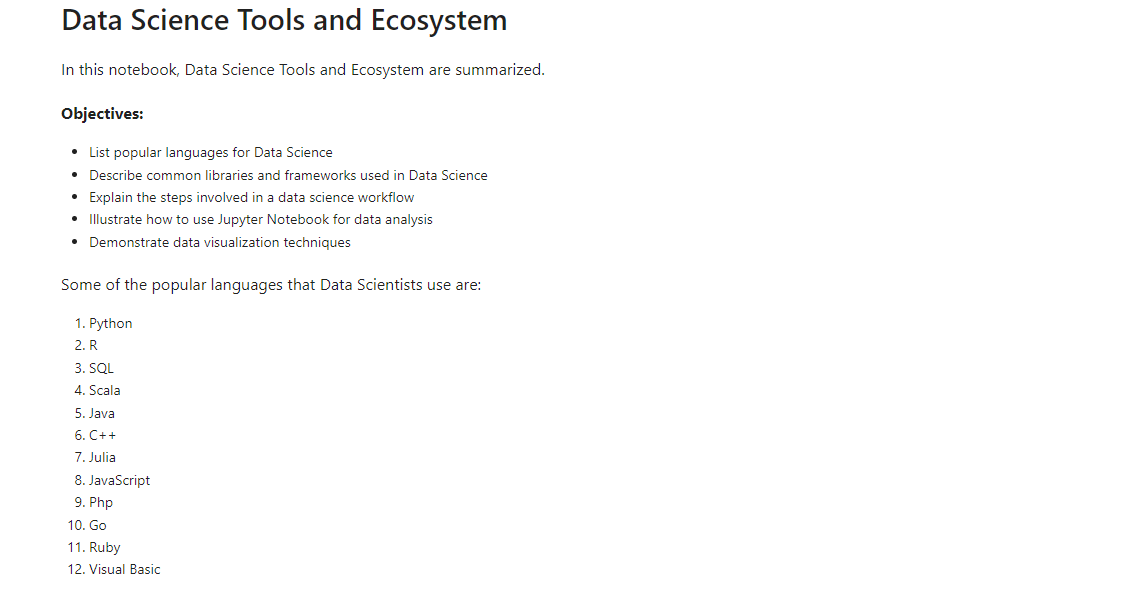 Data Science Tools and Ecosystem
In this notebook, Data Science Tools and Ecosystem are summarized.
Objectives:
• List popular languages for Data Science
• Describe common libraries and frameworks used in Data Science
• Explain the steps involved in a data science workflow
• Illustrate how to use Jupyter Notebook for data analysis
• Demonstrate data visualization techniques
Some of the popular languages that Data Scientists use are:
1. Python
2. R
3. SQL
4. Scala
5. Java
6. C++
7. Julia
8. JavaScript
9. Php
10. Go
11. Ruby
12. Visual Basic